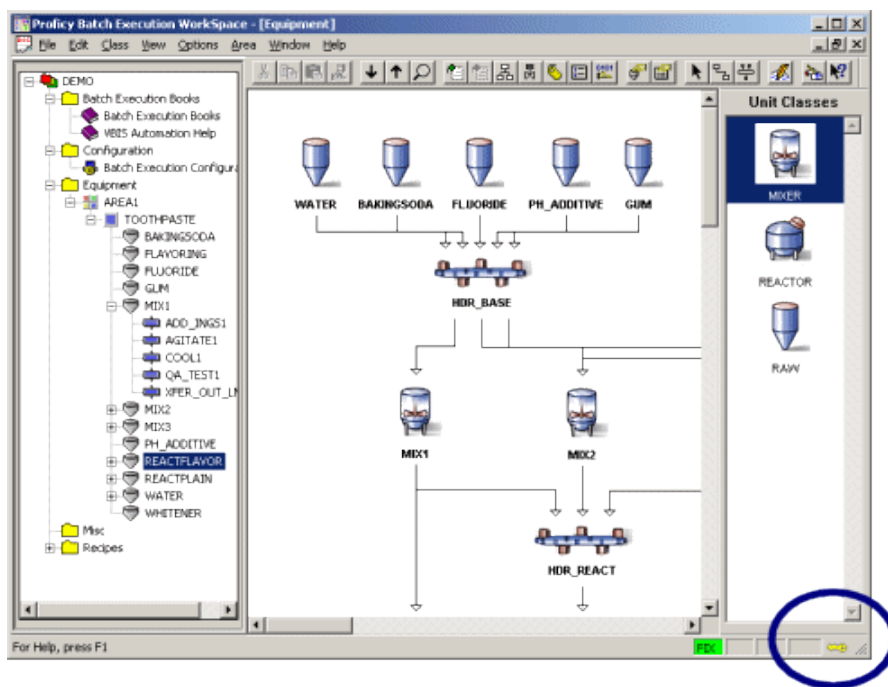 Proficy Batch Execution WorkSpace - [Equipment]
File Edit Class View Options Area Window Help
DEMO
Batch Execution Books
Batch Execution Books
VBIS Automation Help
Configuration
Batch Execution Configura
Equipment
AREA1
TOOTHPASTE
BAKINGSODA
FLAVORING
FLUORIDE
GUM
MIX1
ADD_INGS1
AGITATE1
COOL1
QA_TEST1
XFER_OUT_LN
MIX2
MIX3
PH_ADDITIVE
REACTFLAVOR
REACTPLAIN
WATER
WHITENER
Misc
Recipes
WATER BAKINGSODA FLUORIDE PH_ADDITIVE GUM
HDR_BASE
MIX1 MIX2
HDR_REACT
Unit Classes
MIXER
REACTOR
RAW
For Help, press F1
FIX